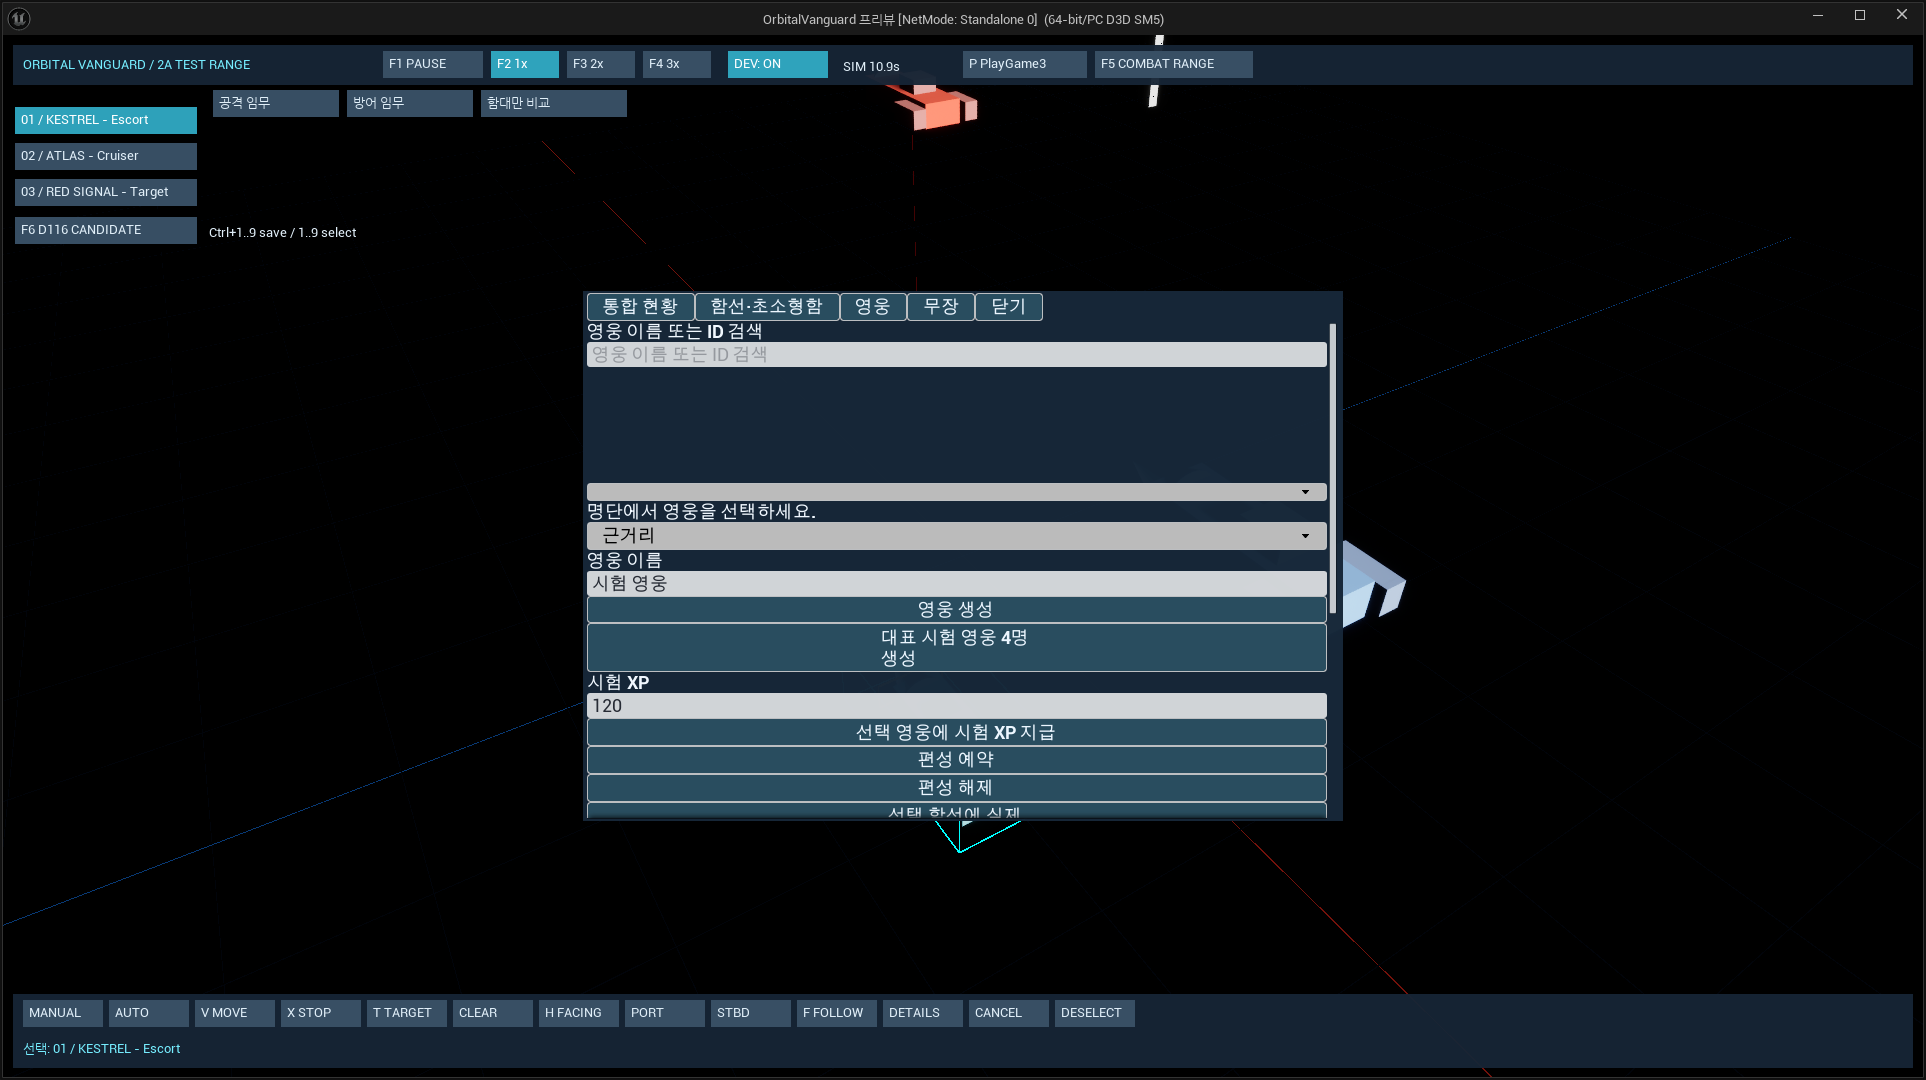 OrbitalVanguard 프리뷰 [NetMode: Standalone 0]  (64-bit/PC D3D SM5)
ORBITAL VANGUARD / 2A TEST RANGE
F1 PAUSE
F2 1x
F3 2x
F4 3x
DEV: ON
SIM 10.9s
P PlayGame3
F5 COMBAT RANGE
공격 임무
방어 임무
함대만 비교
01 / KESTREL - Escort
02 / ATLAS - Cruiser
03 / RED SIGNAL - Target
F6 D116 CANDIDATE
Ctrl+1..9 save / 1..9 select
통합 현황
함선·초소형함
영웅
무장
닫기
영웅 이름 또는 ID 검색
영웅 이름 또는 ID 검색
명단에서 영웅을 선택하세요.
근거리
영웅 이름
시험 영웅
영웅 생성
대표 시험 영웅 4명
생성
시험 XP
120
선택 영웅에 시험 XP 지급
편성 예약
편성 해제
선택 함선에 실제
MANUAL
AUTO
V MOVE
X STOP
T TARGET
CLEAR
H FACING
PORT
STBD
F FOLLOW
DETAILS
CANCEL
DESELECT
선택: 01 / KESTREL - Escort